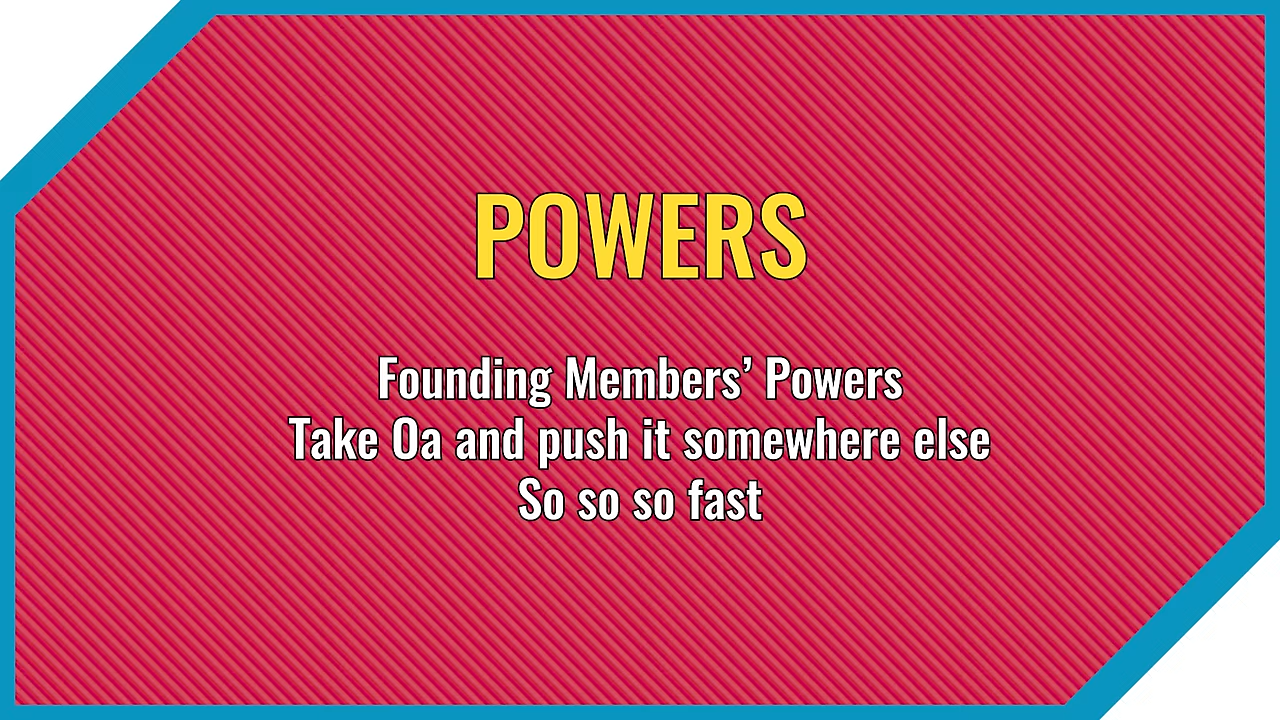 POWERS
Founding Members’ Powers
Take Oa and push it somewhere else
So so so fast